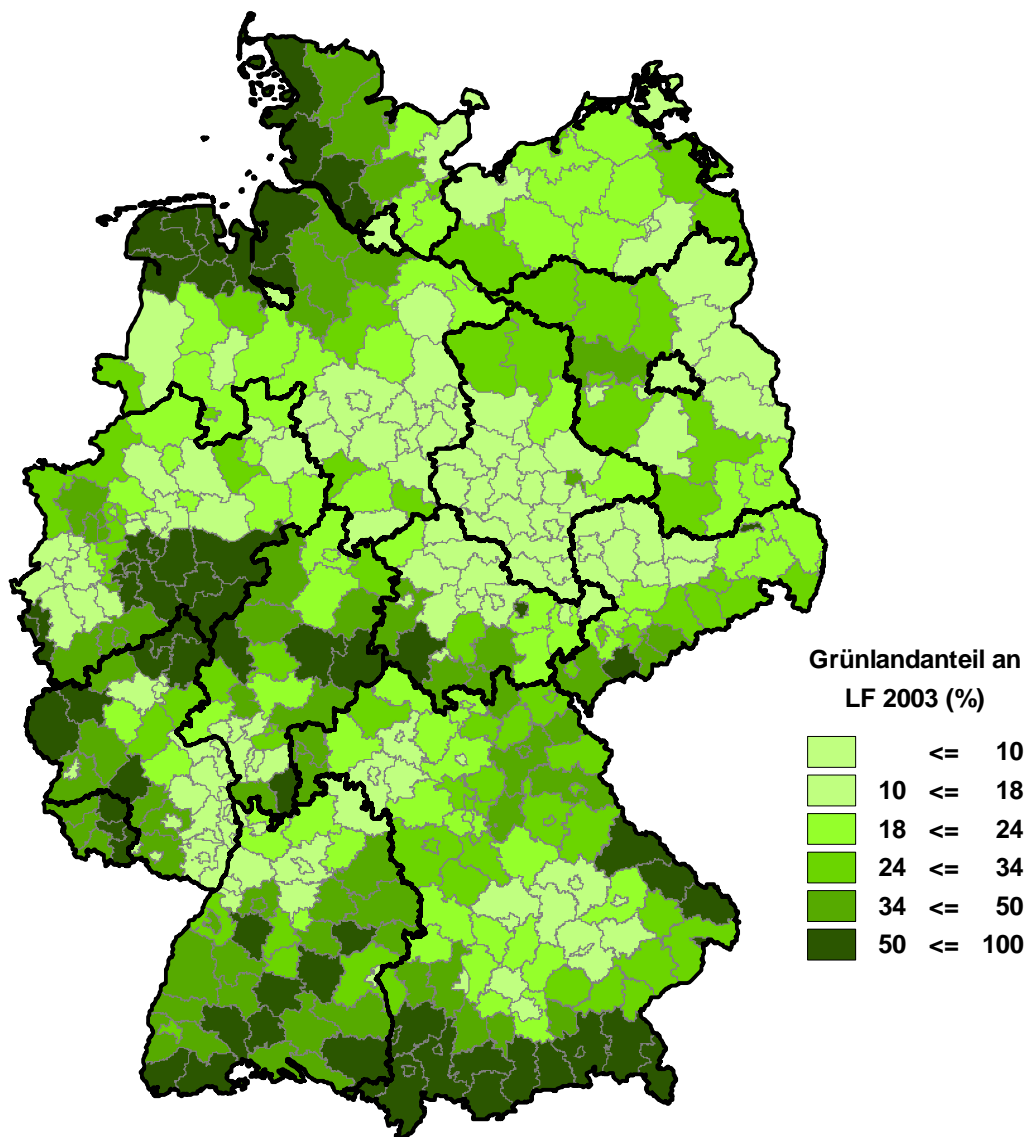 Grünlandanteil an
LF 2003 (%)
<= 10
10 <= 18
18 <= 24
24 <= 34
34 <= 50
50 <= 100